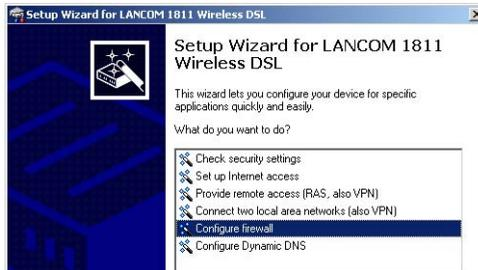 Setup Wizard for LANCOM 1811 Wireless DSL
Setup Wizard for LANCOM 1811
Wireless DSL
This wizard lets you configure your device for specific
applications quickly and easily.
What do you want to do?
Check security settings
Set up Internet access
Provide remote access (RAS, also VPN)
Connect two local area networks (also VPN)
Configure firewall
Configure Dynamic DNS